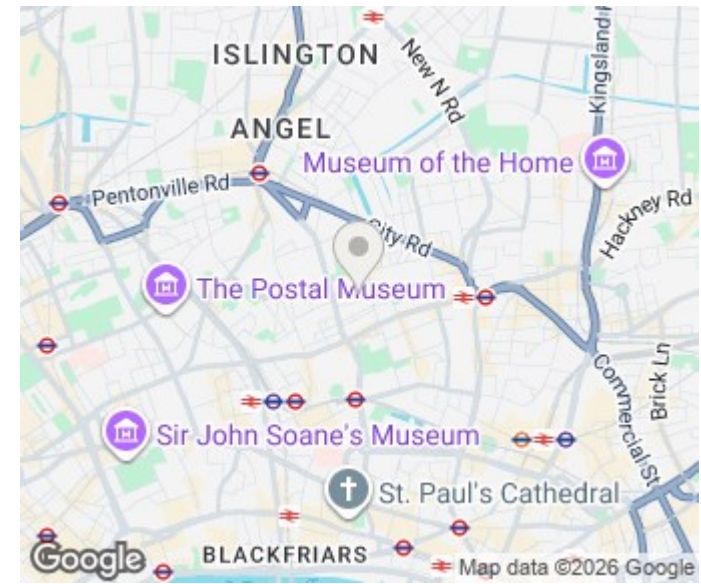 ISLINGTON
New N Rd
Kingsland R
ANGEL
Museum of the Home
Pentonville Rd
Hackney Rd
City Rd
The Postal Museum
Brick Ln
Commercial St
Sir John Soane's Museum
St. Paul's Cathedral
BLACKFRIARS
Google
Map data ©2026 Google